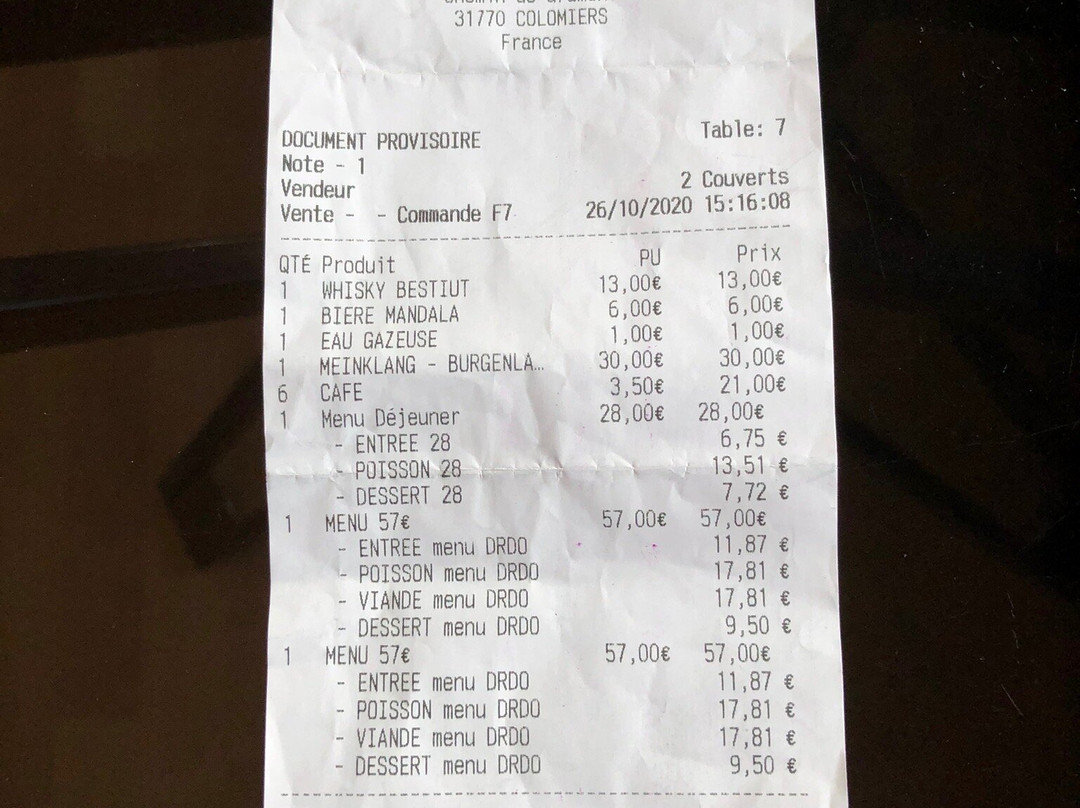 31770 COLOMIERS
France
Table: 7
DOCUMENT PROVISOIRE
Note - 1
Vendeur
2 Couverts
Vente - - Commande F7
26/10/2020 15:16:08
QTÉ Produit PU Prix
1 WHISKY BESTIUT 13,00€ 13,00€
1 BIERE MANDALA 6,00€ 6,00€
1 EAU GAZEUSE 1,00€ 1,00€
1 MEINKLANG - BURGENLA... 30,00€ 30,00€
6 CAFE 3,50€ 21,00€
1 Menu Déjeuner 28,00€ 28,00€
- ENTREE 28 6,75 €
- POISSON 28 13,51 €
- DESSERT 28 7,72 €
1 MENU 57€ 57,00€ 57,00€
- ENTREE menu DRDO 11,87 €
- POISSON menu DRDO 17,81 €
- VIANDE menu DRDO 17,81 €
- DESSERT menu DRDO 9,50 €
1 MENU 57€ 57,00€ 57,00€
- ENTREE menu DRDO 11,87 €
- POISSON menu DRDO 17,81 €
- VIANDE menu DRDO 17,81 €
- DESSERT menu DRDO 9,50 €